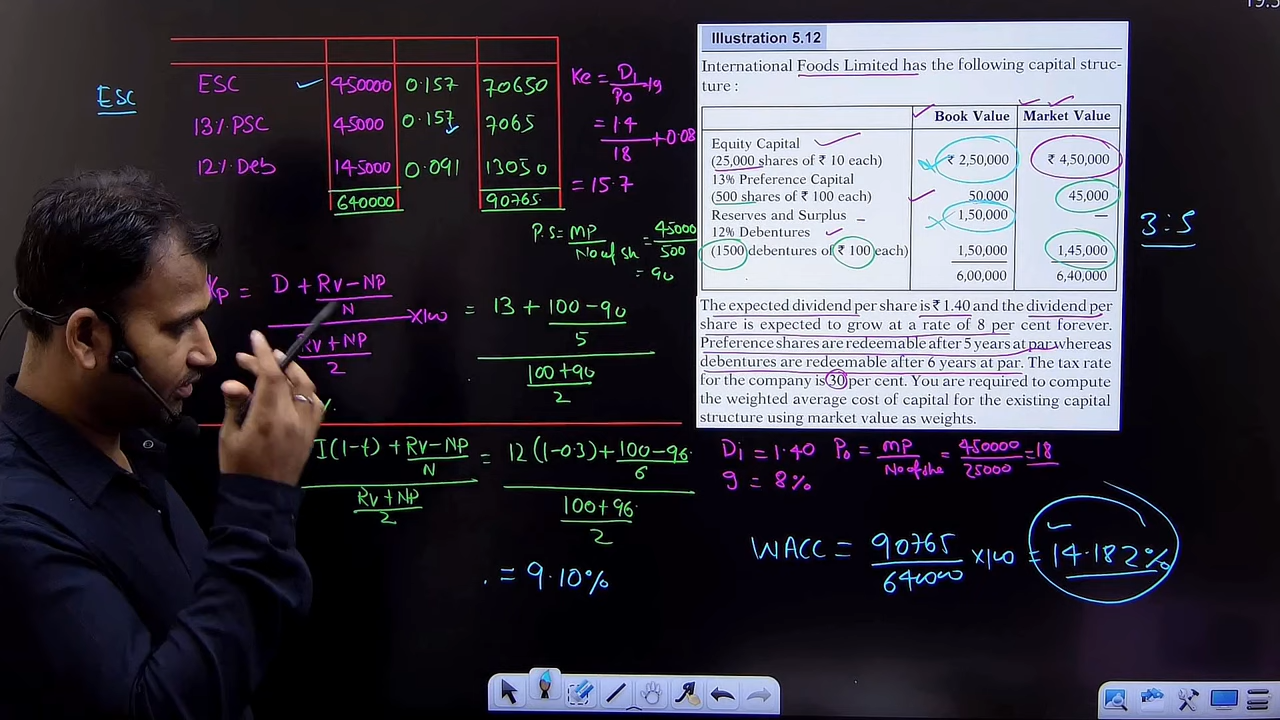 19:5
Illustration 5.12
International Foods Limited has the following capital struc-
ture :
Book Value Market Value
Equity Capital
(25,000 shares of ₹ 10 each) ₹ 2,50,000 ₹ 4,50,000
13% Preference Capital
(500 shares of ₹ 100 each) 50,000 45,000
Reserves and Surplus 1,50,000 —
12% Debentures
(1500 debentures of ₹ 100 each) 1,50,000 1,45,000
6,00,000 6,40,000
The expected dividend per share is ₹ 1.40 and the dividend per
share is expected to grow at a rate of 8 per cent forever.
Preference shares are redeemable after 5 years at par whereas
debentures are redeemable after 6 years at par. The tax rate
for the company is 30 per cent. You are required to compute
the weighted average cost of capital for the existing capital
structure using market value as weights.
3:5
ESC
ESC 450000 0.157 70650
13%.PSC 45000 0.157 7065
12%.Deb 145000 0.091 13050
640000 90765
Ke = D1/P0 +g
= 1.4/18 + 0.08
= 15.7
P.S = MP/No of sh = 45000/500
= 90
KP = D + RV-NP/N
RV+NP/2 ×100
= 13 + 100-90/5
100+90/2
I(1-t) + RV-NP/N
RV+NP/2
= 12(1-0.3) + 100-96/6
100+96/2
= 9.10%
D1 = 1.40 P0 = MP/No of she = 450000/25000 = 18
g = 8%
WACC = 90765/640000 ×100 = 14.182%